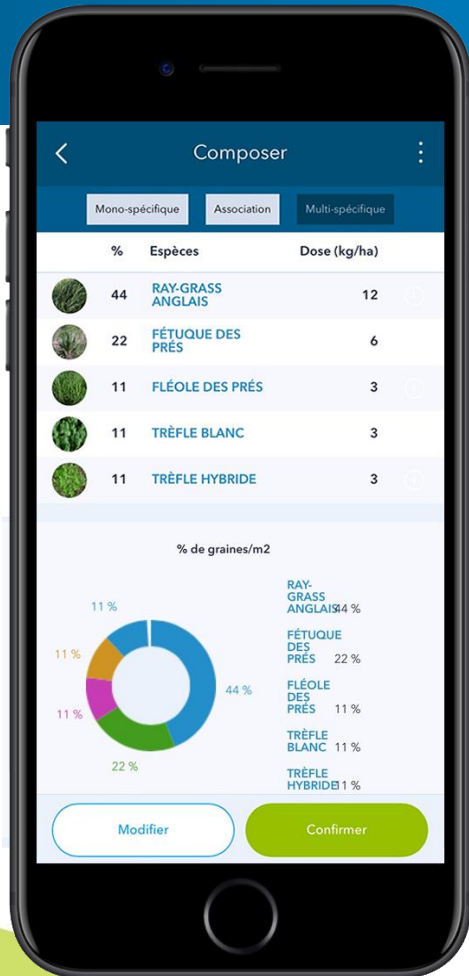 Composer
Mono-spécifique Association Multi-spécifique
% Espèces Dose (kg/ha)
44 RAY-GRASS ANGLAIS 12
22 FÉTUQUE DES PRÉS 6
11 FLÉOLE DES PRÉS 3
11 TRÈFLE BLANC 3
11 TRÈFLE HYBRIDE 3
% de graines/m2
11 %
11 %
11 %
22 %
44 %
RAY-
GRASS
ANGLAIS 44 %
FÉTUQUE
DES
PRÉS 22 %
FLÉOLE
DES
PRÉS 11 %
TRÈFLE
BLANC 11 %
TRÈFLE
HYBRIDE 11 %
Modifier Confirmer